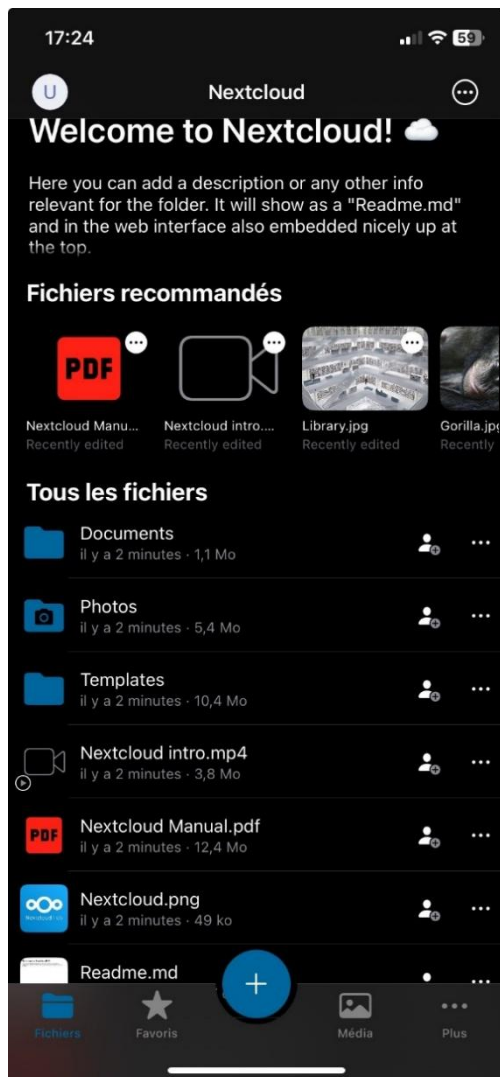 17:24
59
U
Nextcloud
Welcome to Nextcloud!
Here you can add a description or any other info
relevant for the folder. It will show as a "Readme.md"
and in the web interface also embedded nicely up at
the top.
Fichiers recommandés
PDF
Nextcloud Manu...
Recently edited
Nextcloud intro....
Recently edited
Library.jpg
Recently edited
Gorilla.jp
Recently
Tous les fichiers
Documents
il y a 2 minutes · 1,1 Mo
Photos
il y a 2 minutes · 5,4 Mo
Templates
il y a 2 minutes · 10,4 Mo
Nextcloud intro.mp4
il y a 2 minutes · 3,8 Mo
PDF
Nextcloud Manual.pdf
il y a 2 minutes · 12,4 Mo
Nextcloud.png
il y a 2 minutes · 49 ko
Readme.md
Fichiers
Favoris
Média
Plus